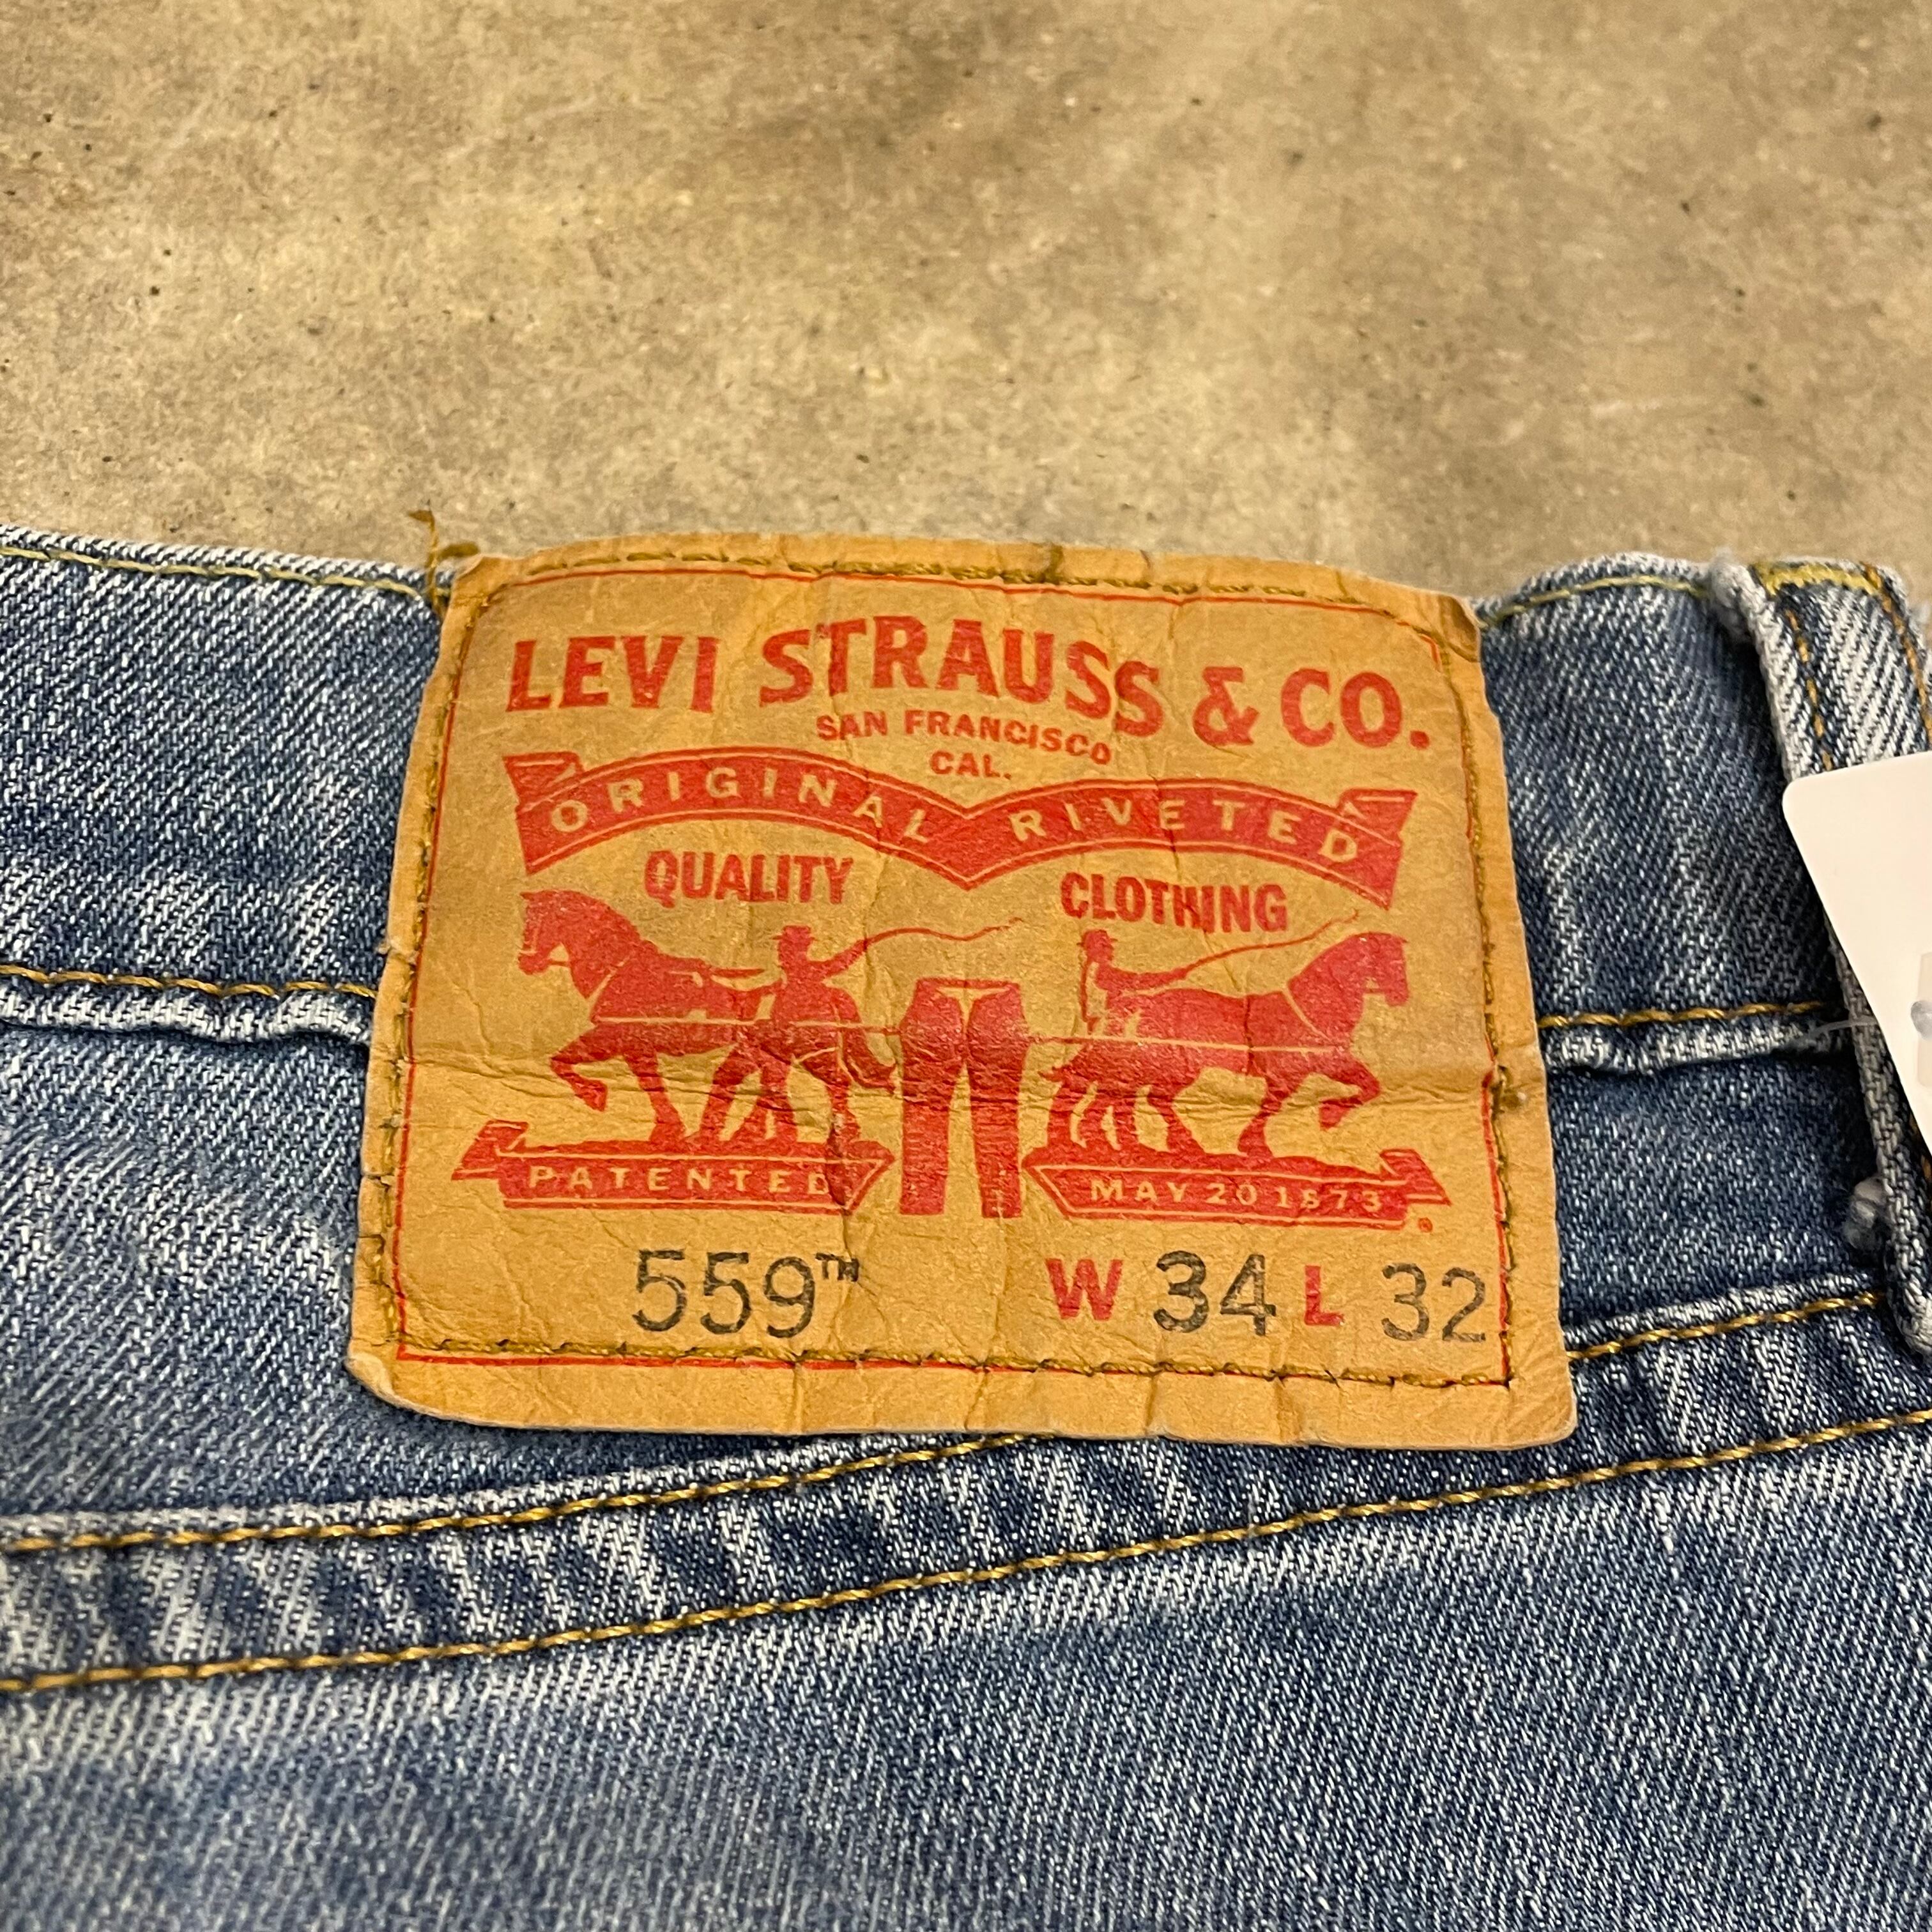 LEVI STRAUSS & CO.
SAN FRANCISCO
CAL.
ORIGINAL RIVETED
QUALITY CLOTHING
PATENTED MAY 20 1873
559™ W 34 L 32